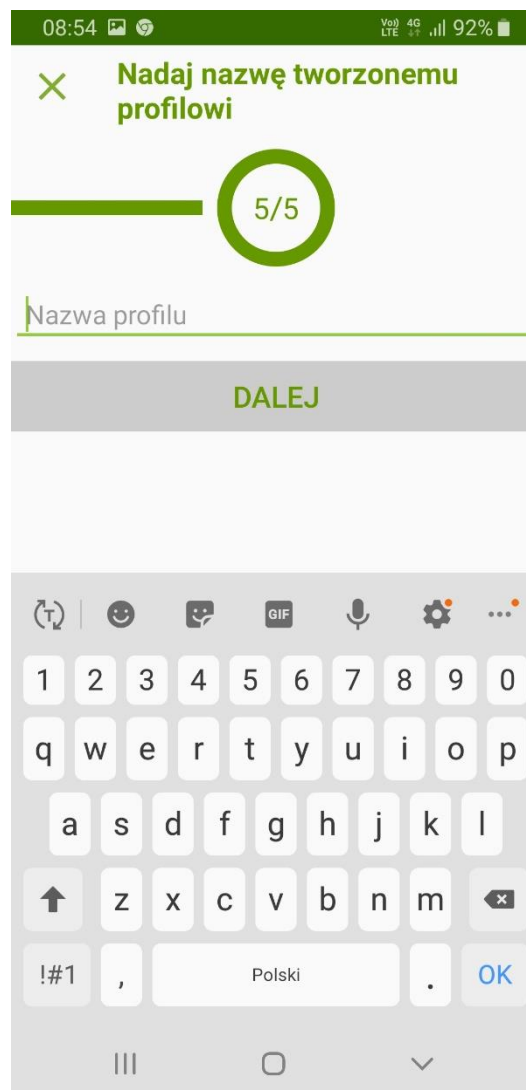 08:54 Vo)) LTE 4G 92%
Nadaj nazwę tworzonemu
profilowi
5/5
Nazwa profilu
DALEJ
GIF
1 2 3 4 5 6 7 8 9 0
q w e r t y u i o p
a s d f g h j k l
z x c v b n m
!#1 , Polski . OK